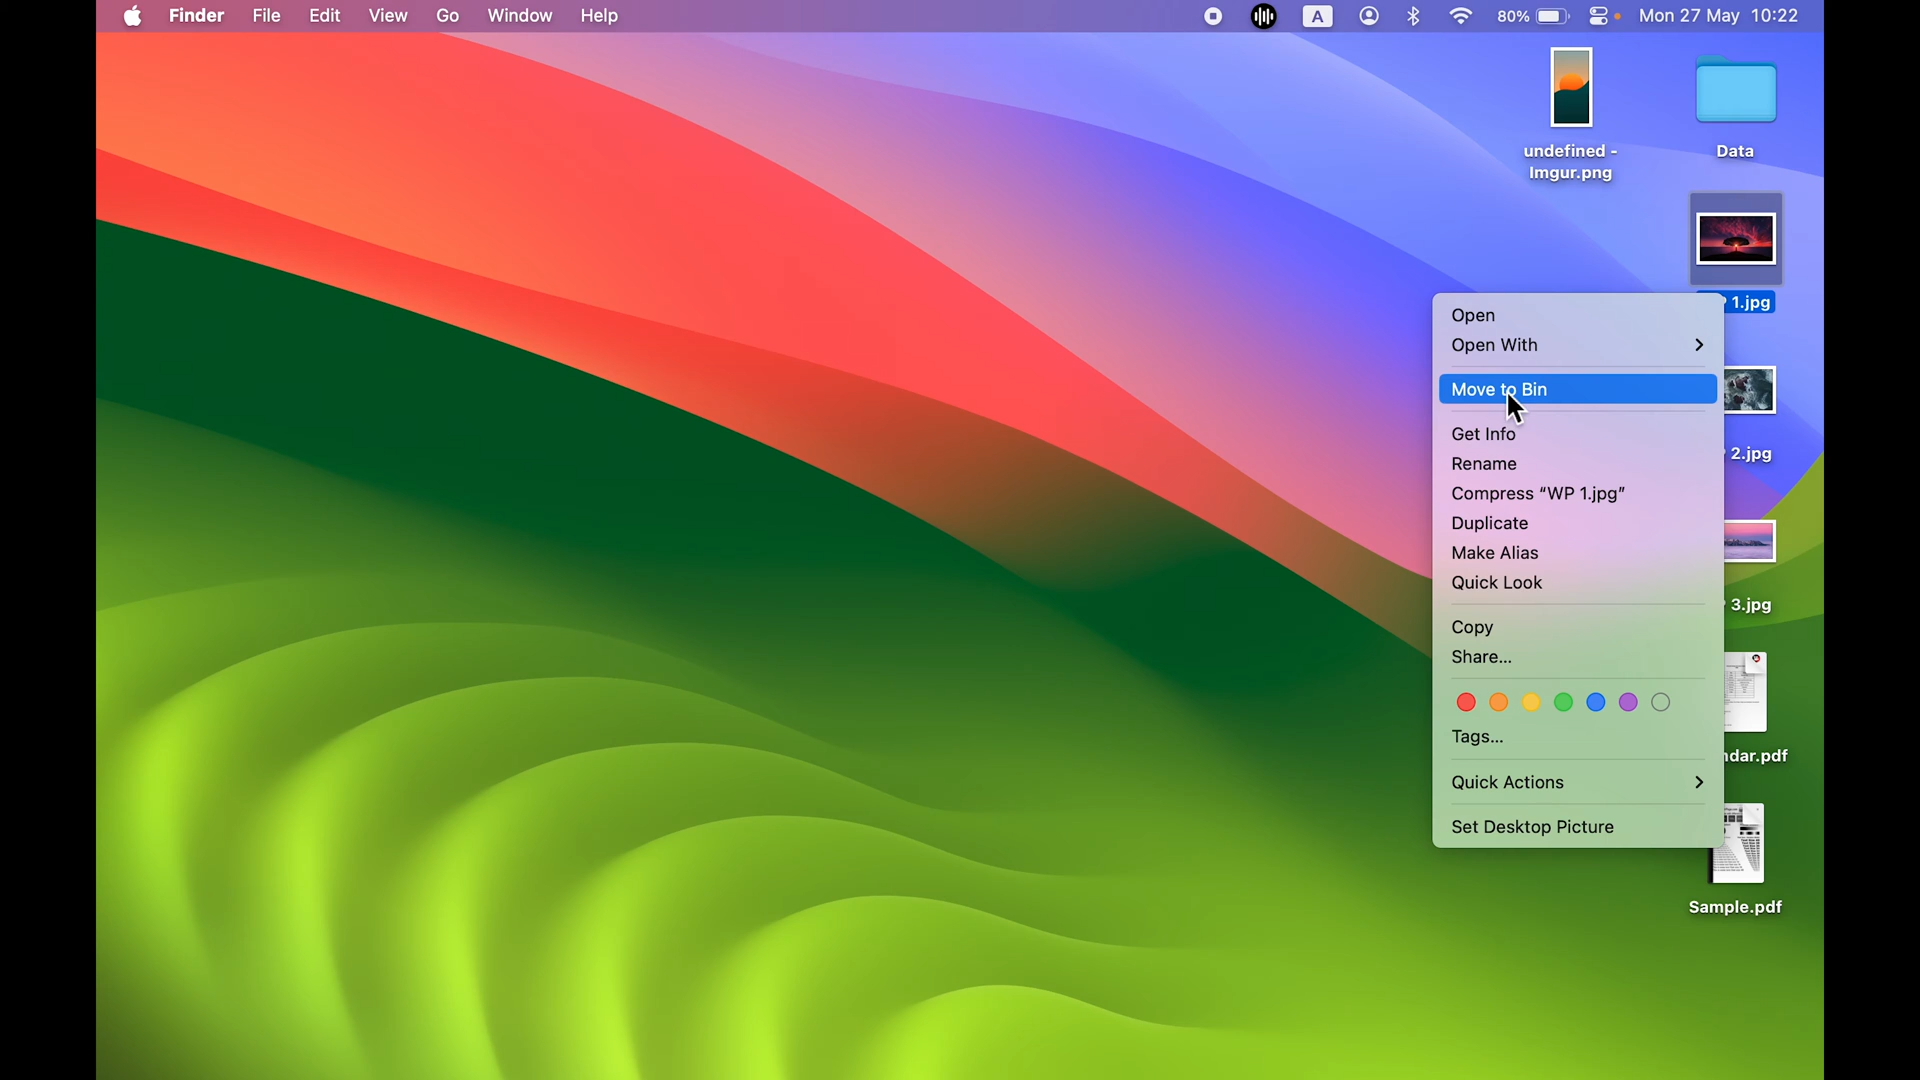 Finder File Edit View Go Window Help A 80% Mon 27 May 10:22
undefined -
Imgur.png
Data
1.jpg
Open
Open With
Move to Bin
Get Info
Rename
Compress “WP 1.jpg”
Duplicate
Make Alias
Quick Look
Copy
Share...
Tags...
Quick Actions
Set Desktop Picture
2.jpg
3.jpg
ndar.pdf
Sample.pdf